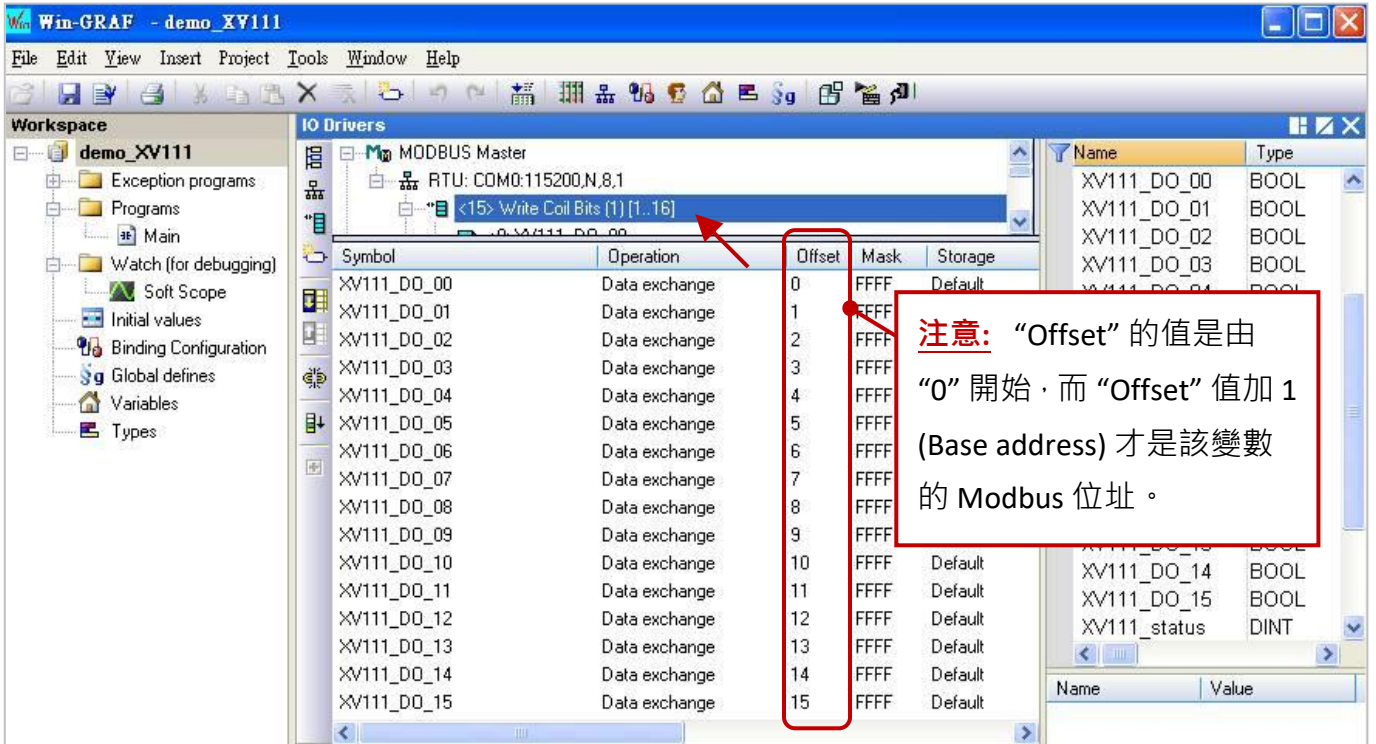 Win-GRAF - demo_XV111
File Edit View Insert Project Tools Window Help
Workspace
demo_XV111
Exception programs
Programs
Main
Watch (for debugging)
Soft Scope
Initial values
Binding Configuration
Global defines
Variables
Types
IO Drivers
MODBUS Master
RTU: COM0:115200,N,8,1
<15> Write Coil Bits (1) [1..16]
Symbol Operation Offset Mask Storage
XV111_DO_00 Data exchange 0 FFFF Default
XV111_DO_01 Data exchange 1 FFFF
XV111_DO_02 Data exchange 2 FFFF
XV111_DO_03 Data exchange 3 FFFF
XV111_DO_04 Data exchange 4 FFFF
XV111_DO_05 Data exchange 5 FFFF
XV111_DO_06 Data exchange 6 FFFF
XV111_DO_07 Data exchange 7 FFFF
XV111_DO_08 Data exchange 8 FFFF
XV111_DO_09 Data exchange 9 FFFF
XV111_DO_10 Data exchange 10 FFFF Default
XV111_DO_11 Data exchange 11 FFFF Default
XV111_DO_12 Data exchange 12 FFFF Default
XV111_DO_13 Data exchange 13 FFFF Default
XV111_DO_14 Data exchange 14 FFFF Default
XV111_DO_15 Data exchange 15 FFFF Default
注意: “Offset” 的值是由
“0” 開始，而 “Offset” 值加 1
(Base address) 才是該變數
的 Modbus 位址。
Name Type
XV111_DO_00 BOOL
XV111_DO_01 BOOL
XV111_DO_02 BOOL
XV111_DO_03 BOOL
XV111_DO_14 BOOL
XV111_DO_15 BOOL
XV111_status DINT
Name Value